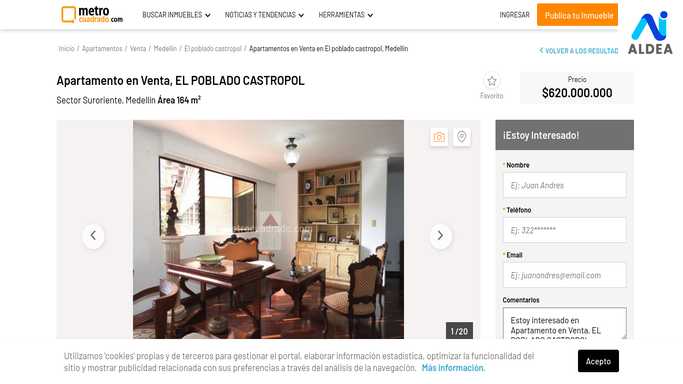 metro
cuadrado.com
BUSCAR INMUEBLES
NOTICIAS Y TENDENCIAS
HERRAMIENTAS
INGRESAR
Publica tu Inmueble
ALDEA
Inicio / Apartamentos / Venta / Medellín / El poblado castropol / Apartamentos en Venta en El poblado castropol, Medellín
VOLVER A LOS RESULTAD
Apartamento en Venta, EL POBLADO CASTROPOL
Sector Suroriente, Medellín Área 164 m²
Favorito
Precio
$620.000.000
¡Estoy Interesado!
* Nombre
Ej: Juan Andres
* Teléfono
Ej: 322*******
* Email
Ej: juanandres@email.com
Comentarios
Estoy interesado en
Apartamento en Venta, EL
POBLADO CASTROPOL
metrocuadrado.com
1 / 20
Utilizamos 'cookies' propias y de terceros para gestionar el portal, elaborar información estadística, optimizar la funcionalidad del
sitio y mostrar publicidad relacionada con sus preferencias a través del análisis de la navegación. Más información.
Acepto